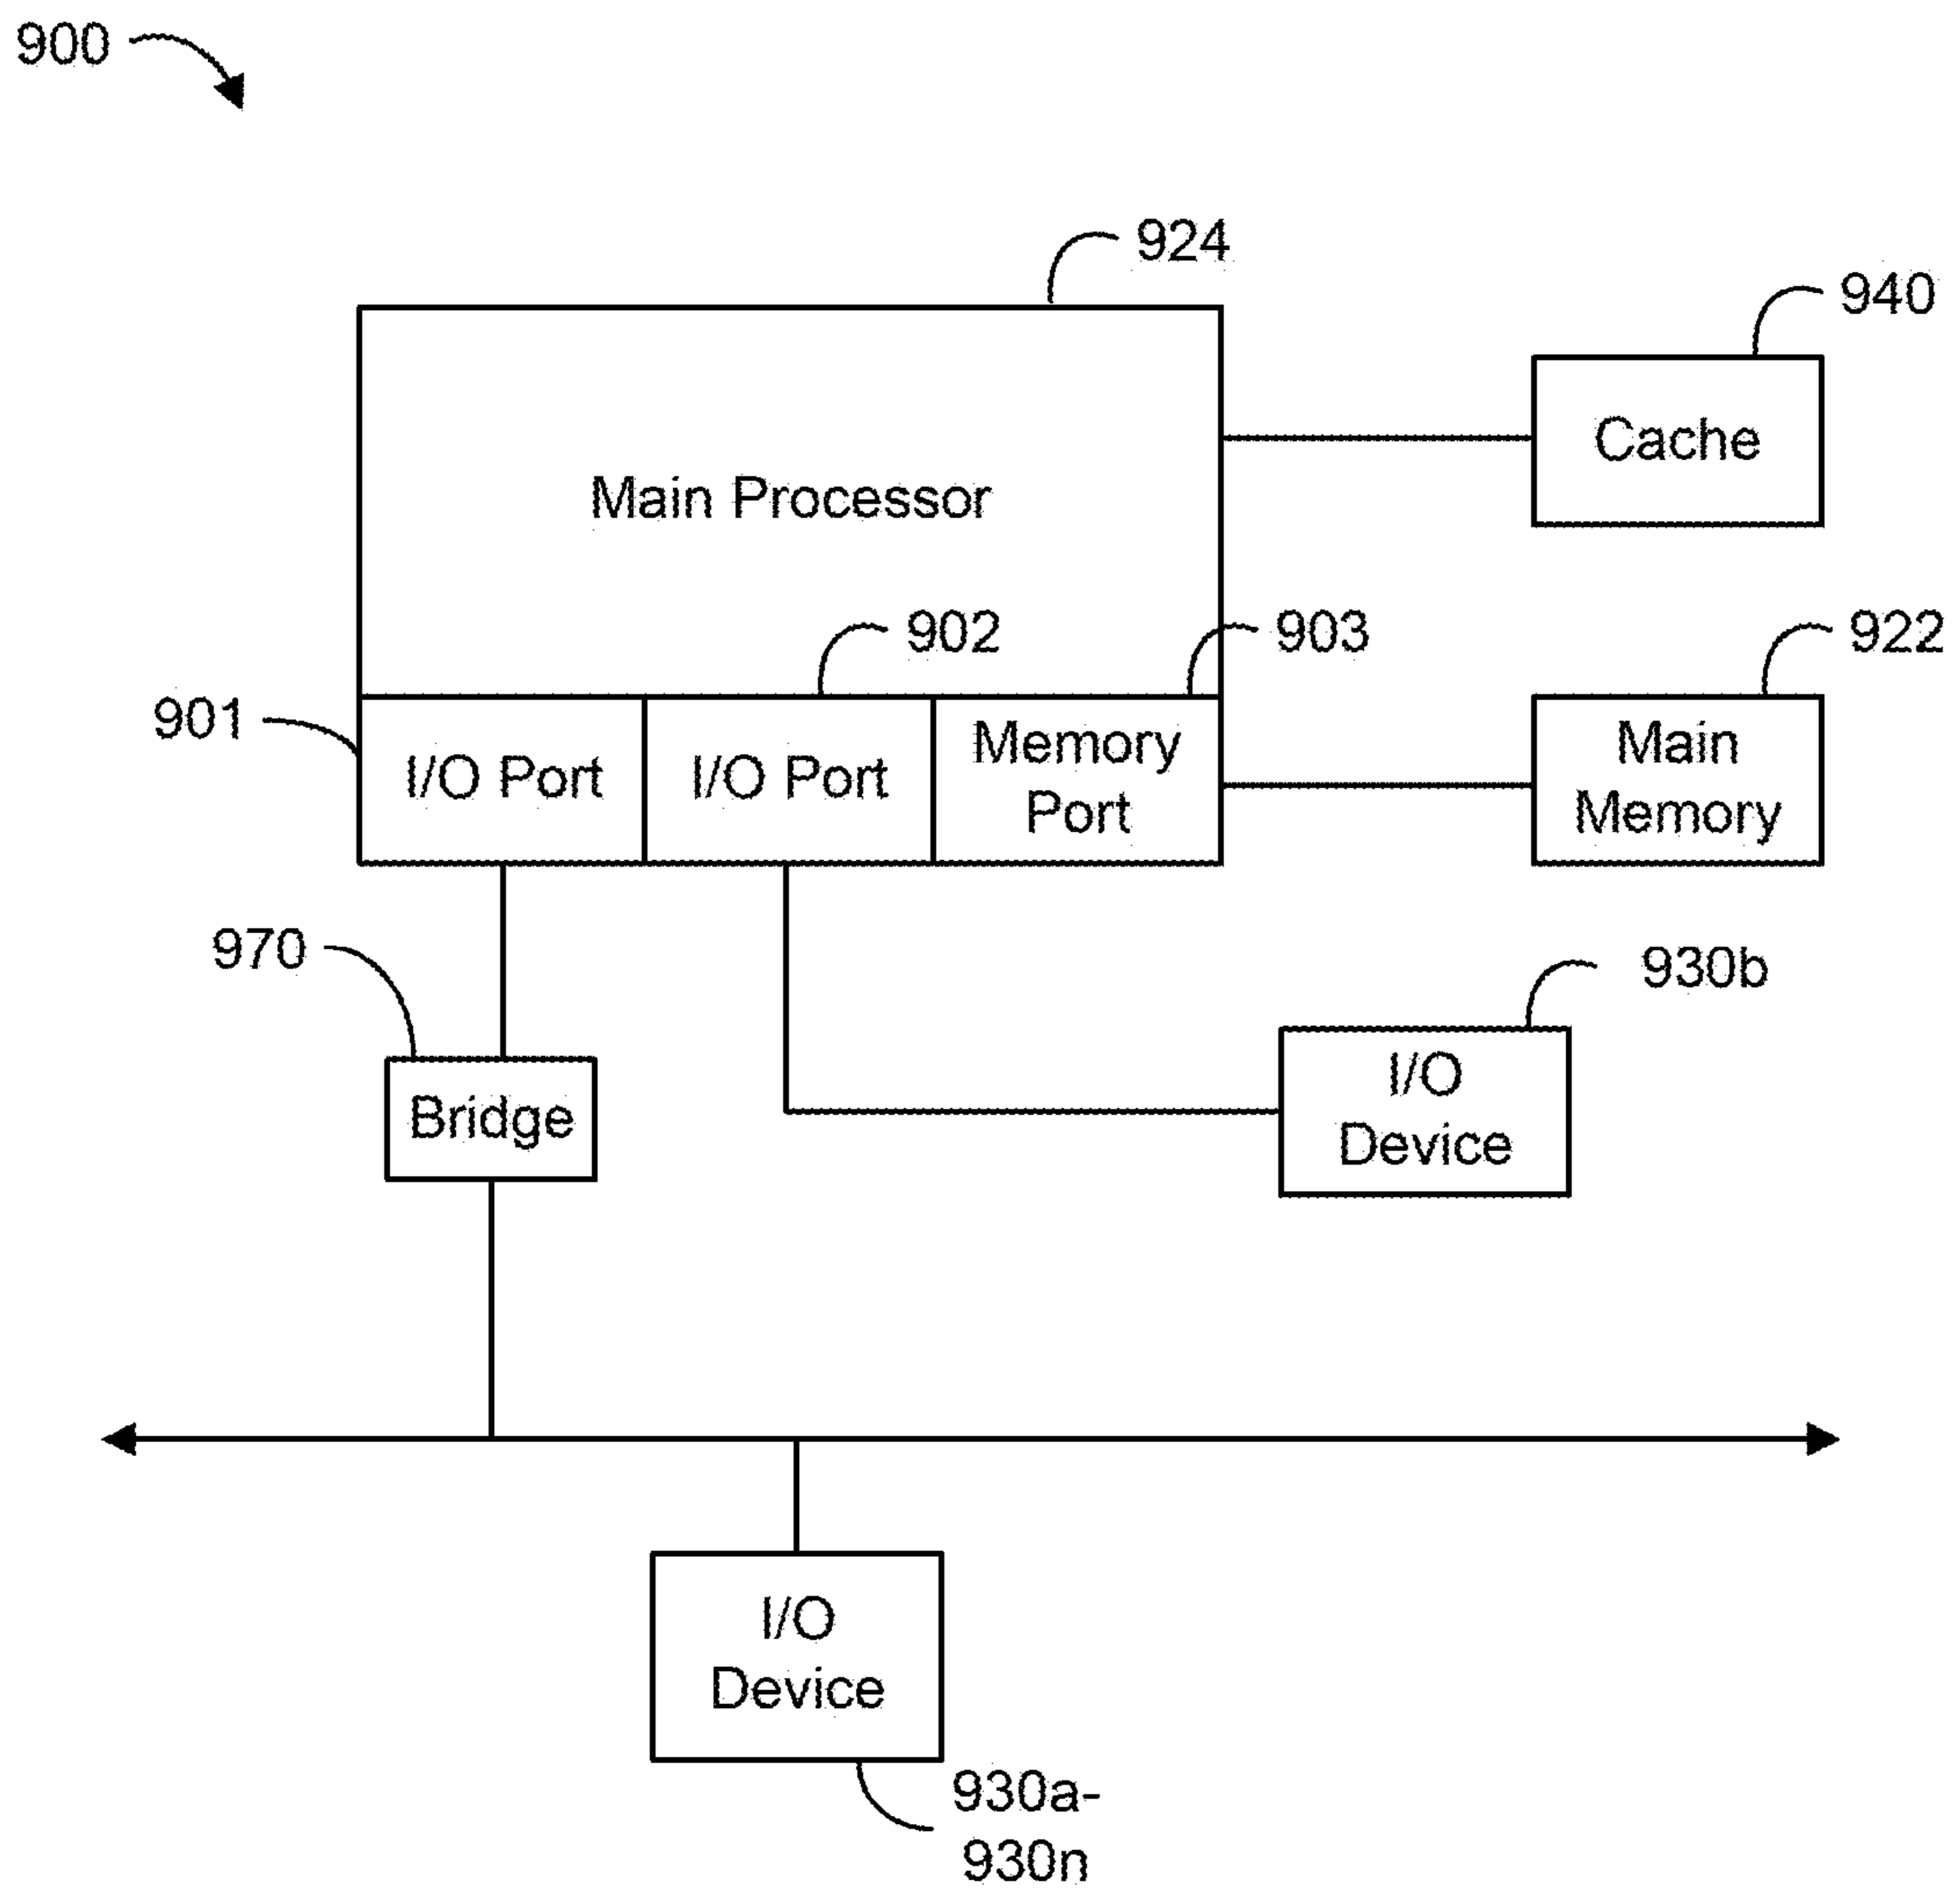 900
924
940
Cache
Main Processor
902
903
922
901
I/O Port
I/O Port
Memory
Port
Main
Memory
970
930b
Bridge
I/O
Device
I/O
Device
930a-
930n